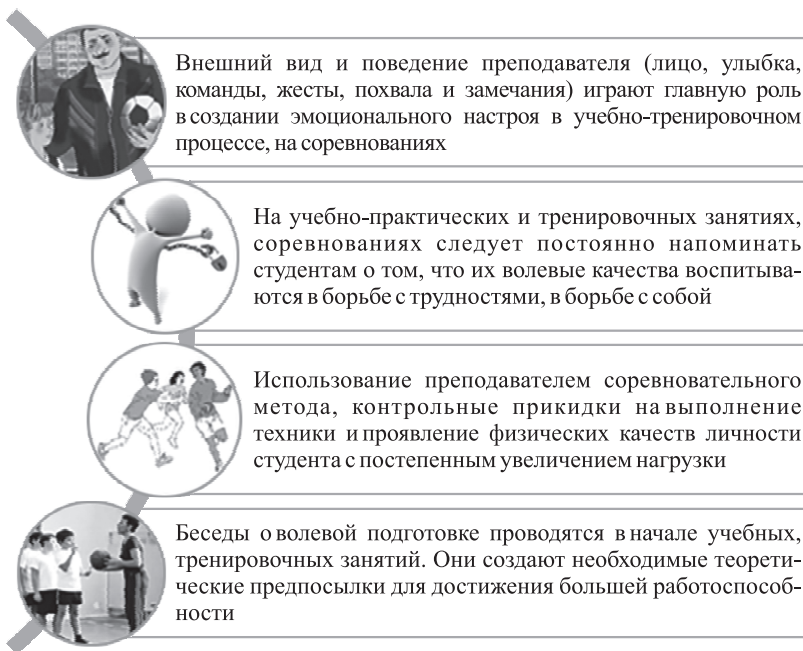 Внешний вид и поведение преподавателя (лицо, улыбка,
команды, жесты, похвала и замечания) играют главную роль
в создании эмоционального настроя в учебно-тренировочном
процессе, на соревнованиях
На учебно-практических и тренировочных занятиях,
соревнованиях следует постоянно напоминать
студентам о том, что их волевые качества воспитыва-
ются в борьбе с трудностями, в борьбе с собой
Использование преподавателем соревновательного
метода, контрольные прикидки на выполнение
техники и проявление физических качеств личности
студента с постепенным увеличением нагрузки
Беседы о волевой подготовке проводятся в начале учебных,
тренировочных занятий. Они создают необходимые теорети-
ческие предпосылки для достижения большей работоспособ-
ности